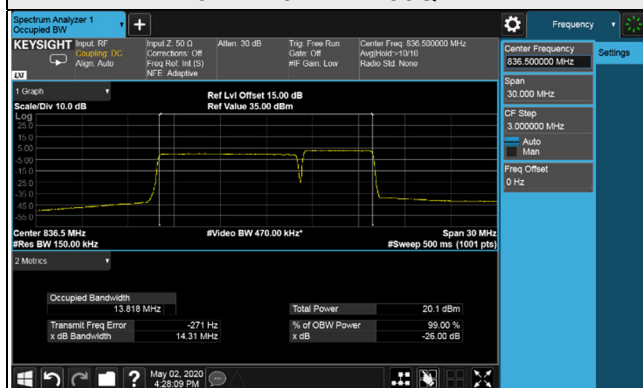 Spectrum Analyzer 1
Occupied BW
Frequency
KEYSIGHT
Input: RF
Coupling: DC
Align: Auto
Input Z: 50 Ω
Corrections: Off
Freq Ref: Int (S)
NFE: Adaptive
Atten: 30 dB
Trig: Free Run
Gate: Off
#IF Gain: Low
Center Freq: 836.500000 MHz
Avg|Hold:>10/10
Radio Std: None
LXI
Center Frequency
836.500000 MHz
Settings
Span
30.000 MHz
CF Step
3.000000 MHz
Auto
Man
Freq Offset
0 Hz
1 Graph
Scale/Div 10.0 dB
Ref Lvl Offset 15.00 dB
Ref Value 35.00 dBm
Log
25.0
15.0
5.00
-5.00
-15.0
-25.0
-35.0
-45.0
-55.0
Center 836.5 MHz
#Res BW 150.00 kHz
#Video BW 470.00 kHz*
Span 30 MHz
#Sweep 500 ms (1001 pts)
2 Metrics
Occupied Bandwidth
13.818 MHz
Total Power 20.1 dBm
Transmit Freq Error -271 Hz
% of OBW Power 99.00 %
x dB Bandwidth 14.31 MHz
x dB -26.00 dB
May 02, 2020
4:28:09 PM